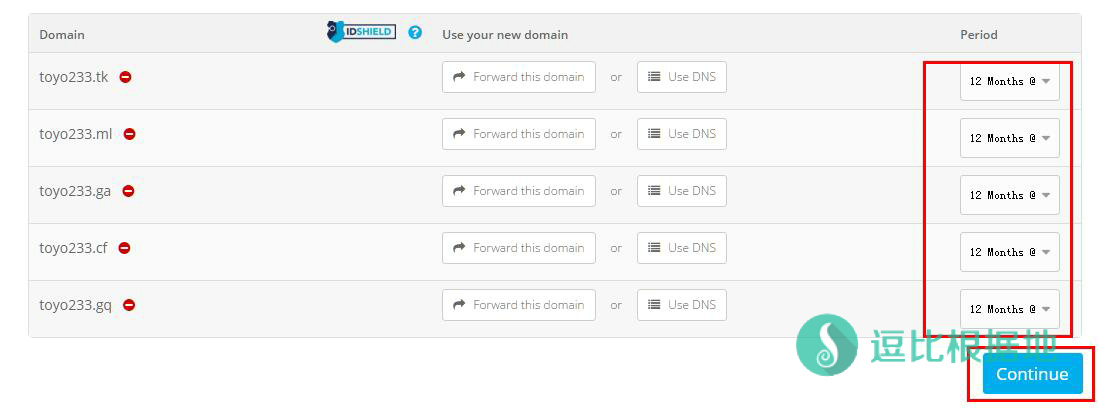 Domain IDSHIELD ? Use your new domain Period
toyo233.tk Forward this domain or Use DNS 12 Months @
toyo233.ml Forward this domain or Use DNS 12 Months @
toyo233.ga Forward this domain or Use DNS 12 Months @
toyo233.cf Forward this domain or Use DNS 12 Months @
toyo233.gq Forward this domain or Use DNS 12 Months @
逗比根据地
Continue